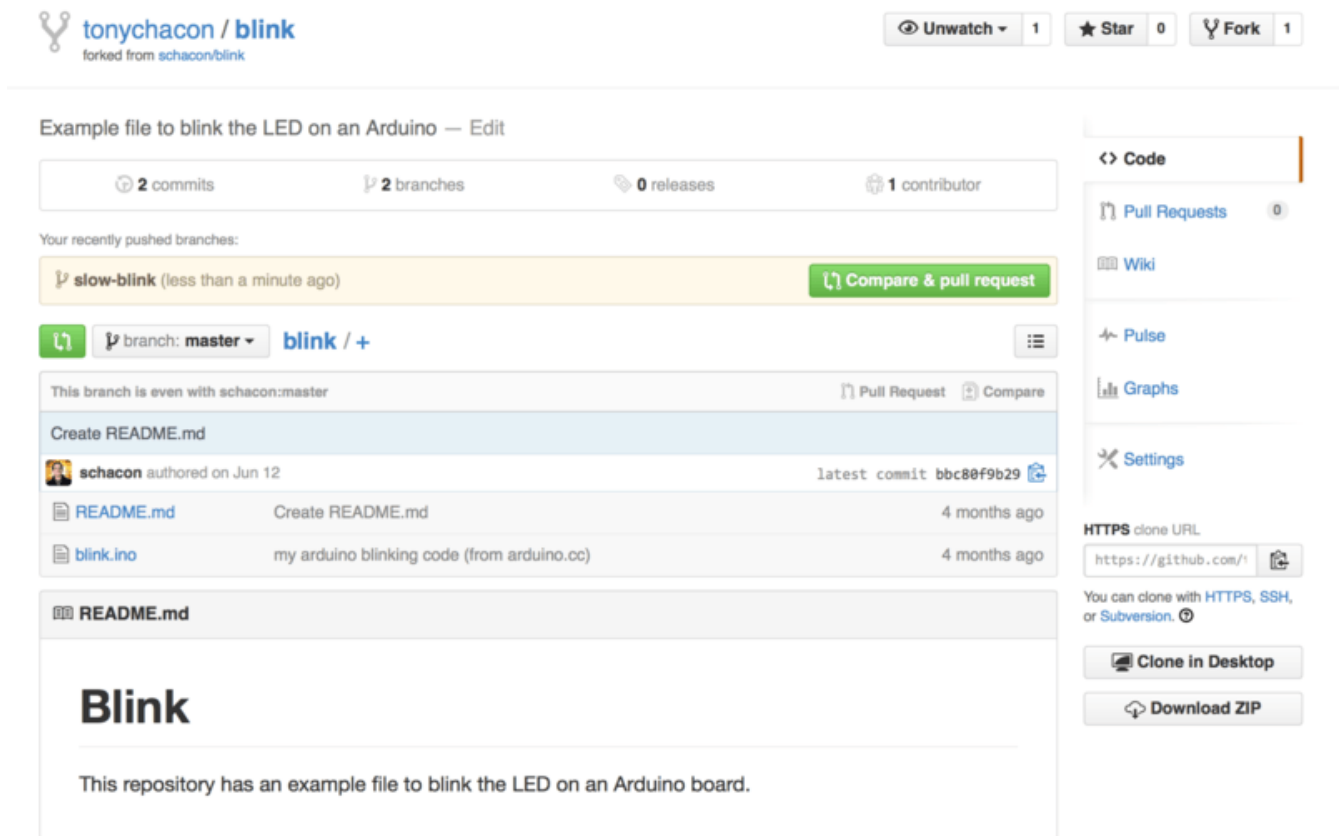 tonychacon / blink
forked from schacon/blink
Unwatch 1 Star 0 Fork 1
Example file to blink the LED on an Arduino — Edit
2 commits 2 branches 0 releases 1 contributor
Your recently pushed branches:
slow-blink (less than a minute ago) Compare & pull request
branch: master blink / +
This branch is even with schacon:master Pull Request Compare
Create README.md
schacon authored on Jun 12 latest commit bbc80f9b29
README.md Create README.md 4 months ago
blink.ino my arduino blinking code (from arduino.cc) 4 months ago
README.md
Blink
This repository has an example file to blink the LED on an Arduino board.
<> Code
Pull Requests 0
Wiki
Pulse
Graphs
Settings
HTTPS clone URL
https://github.com/
You can clone with HTTPS, SSH,
or Subversion.
Clone in Desktop
Download ZIP